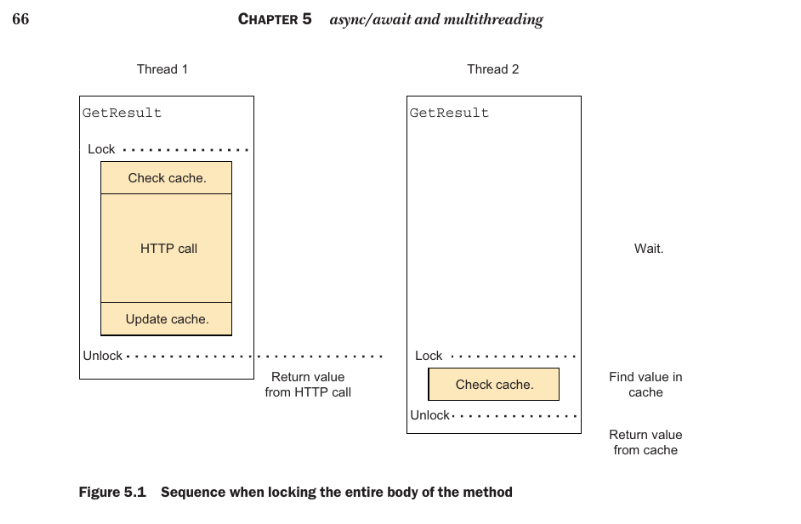 66
CHAPTER 5 async/await and multithreading
Thread 1
Thread 2
GetResult
GetResult
Lock
Check cache.
HTTP call
Wait.
Update cache.
Unlock
Lock
Return value
from HTTP call
Check cache.
Find value in
cache
Unlock
Return value
from cache
Figure 5.1 Sequence when locking the entire body of the method